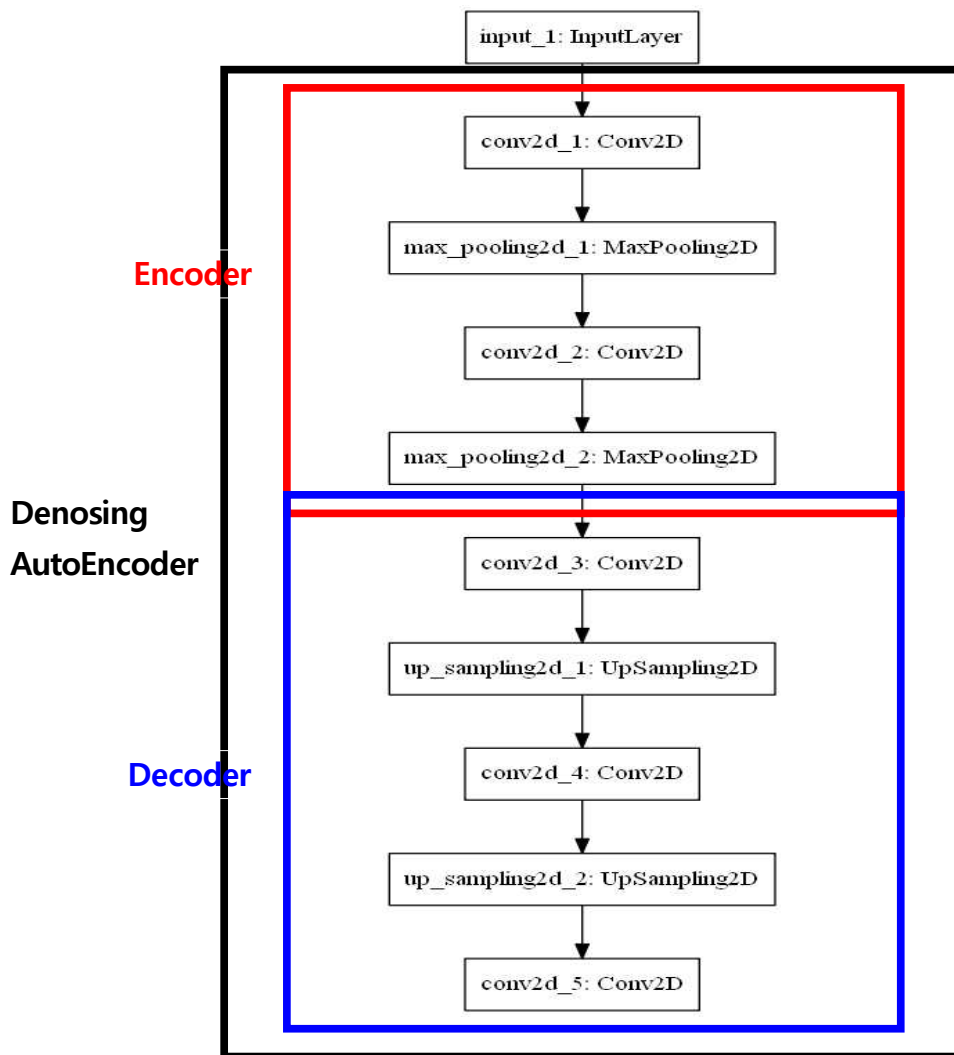 input_1: InputLayer
conv2d_1: Conv2D
max_pooling2d_1: MaxPooling2D
Encoder
conv2d_2: Conv2D
max_pooling2d_2: MaxPooling2D
Denosing
AutoEncoder
conv2d_3: Conv2D
up_sampling2d_1: UpSampling2D
Decoder
conv2d_4: Conv2D
up_sampling2d_2: UpSampling2D
conv2d_5: Conv2D